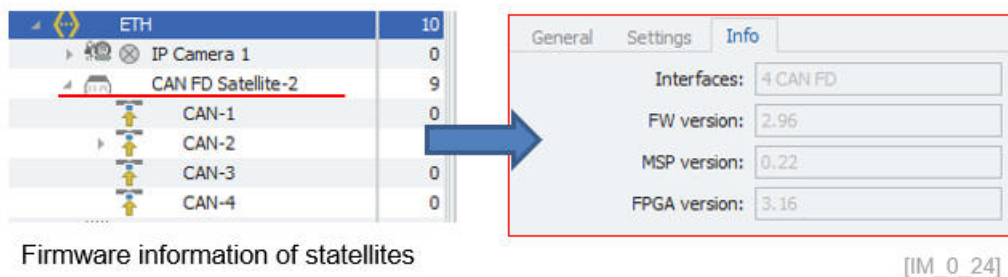 ETH 10
IP Camera 1 0
CAN FD Satellite-2 9
CAN-1 0
CAN-2
CAN-3 0
CAN-4 0
General Settings Info
Interfaces: 4 CAN FD
FW version: 2.96
MSP version: 0.22
FPGA version: 3.16
Firmware information of statellites
[IM_0_24]